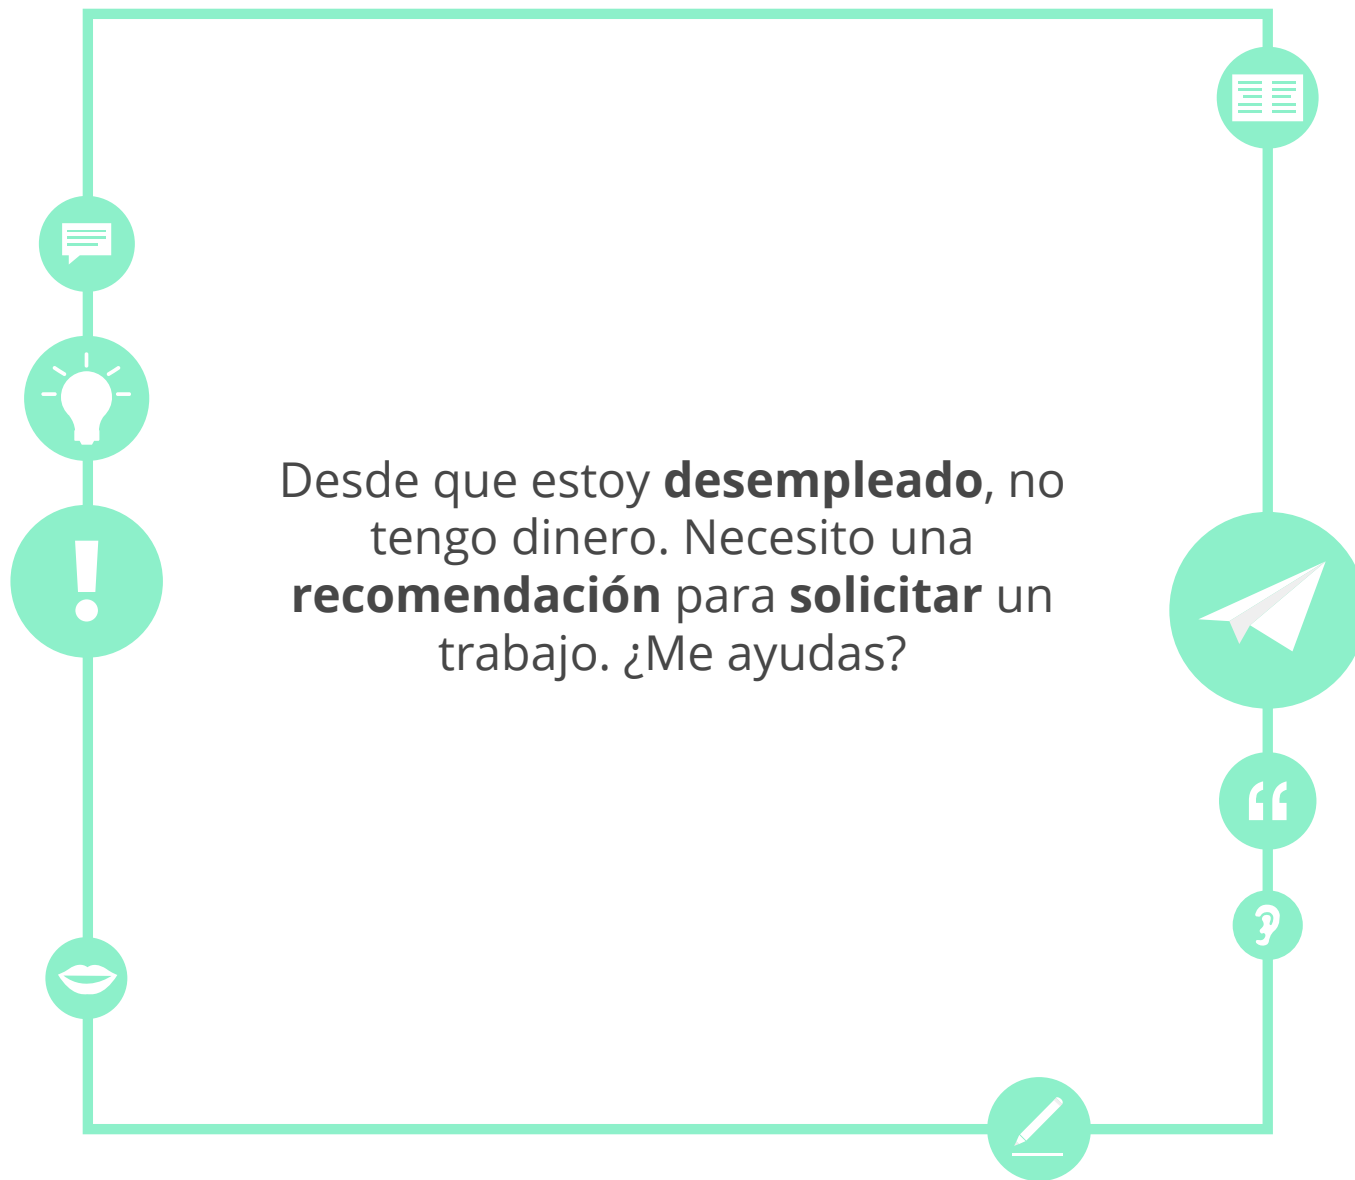 Desde que estoy desempleado, no
tengo dinero. Necesito una
recomendación para solicitar un
trabajo. ¿Me ayudas?